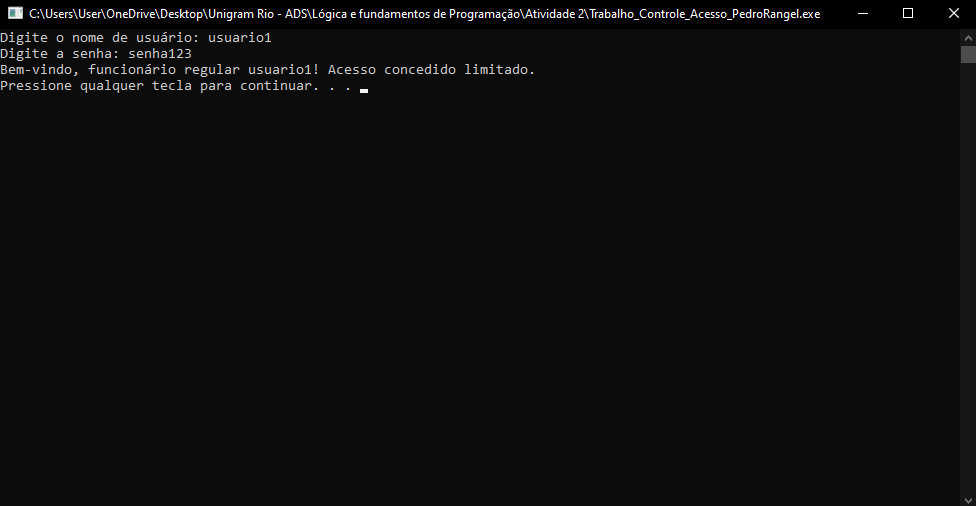 C:\Users\User\OneDrive\Desktop\Unigram Rio - ADS\Lógica e fundamentos de Programação\Atividade 2\Trabalho_Controle_Acesso_PedroRangel.exe
Digite o nome de usuário: usuario1
Digite a senha: senha123
Bem-vindo, funcionário regular usuario1! Acesso concedido limitado.
Pressione qualquer tecla para continuar. . .